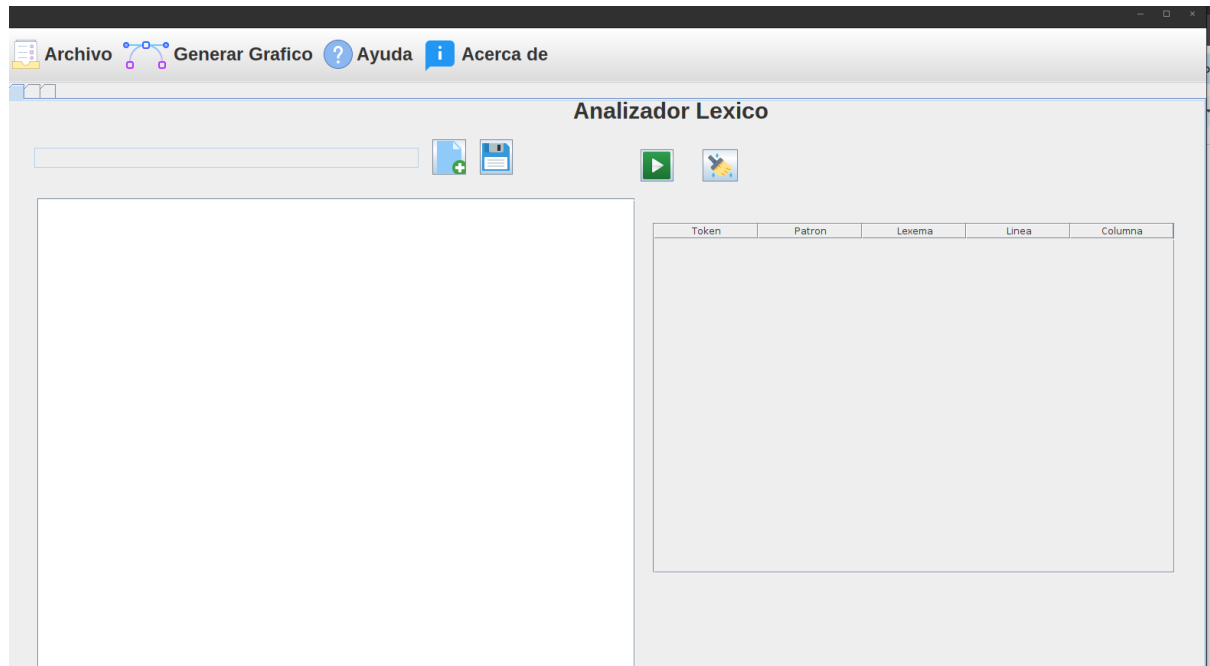 Archivo Generar Grafico ? Ayuda i Acerca de
Analizador Lexico
Token Patron Lexema Linea Columna